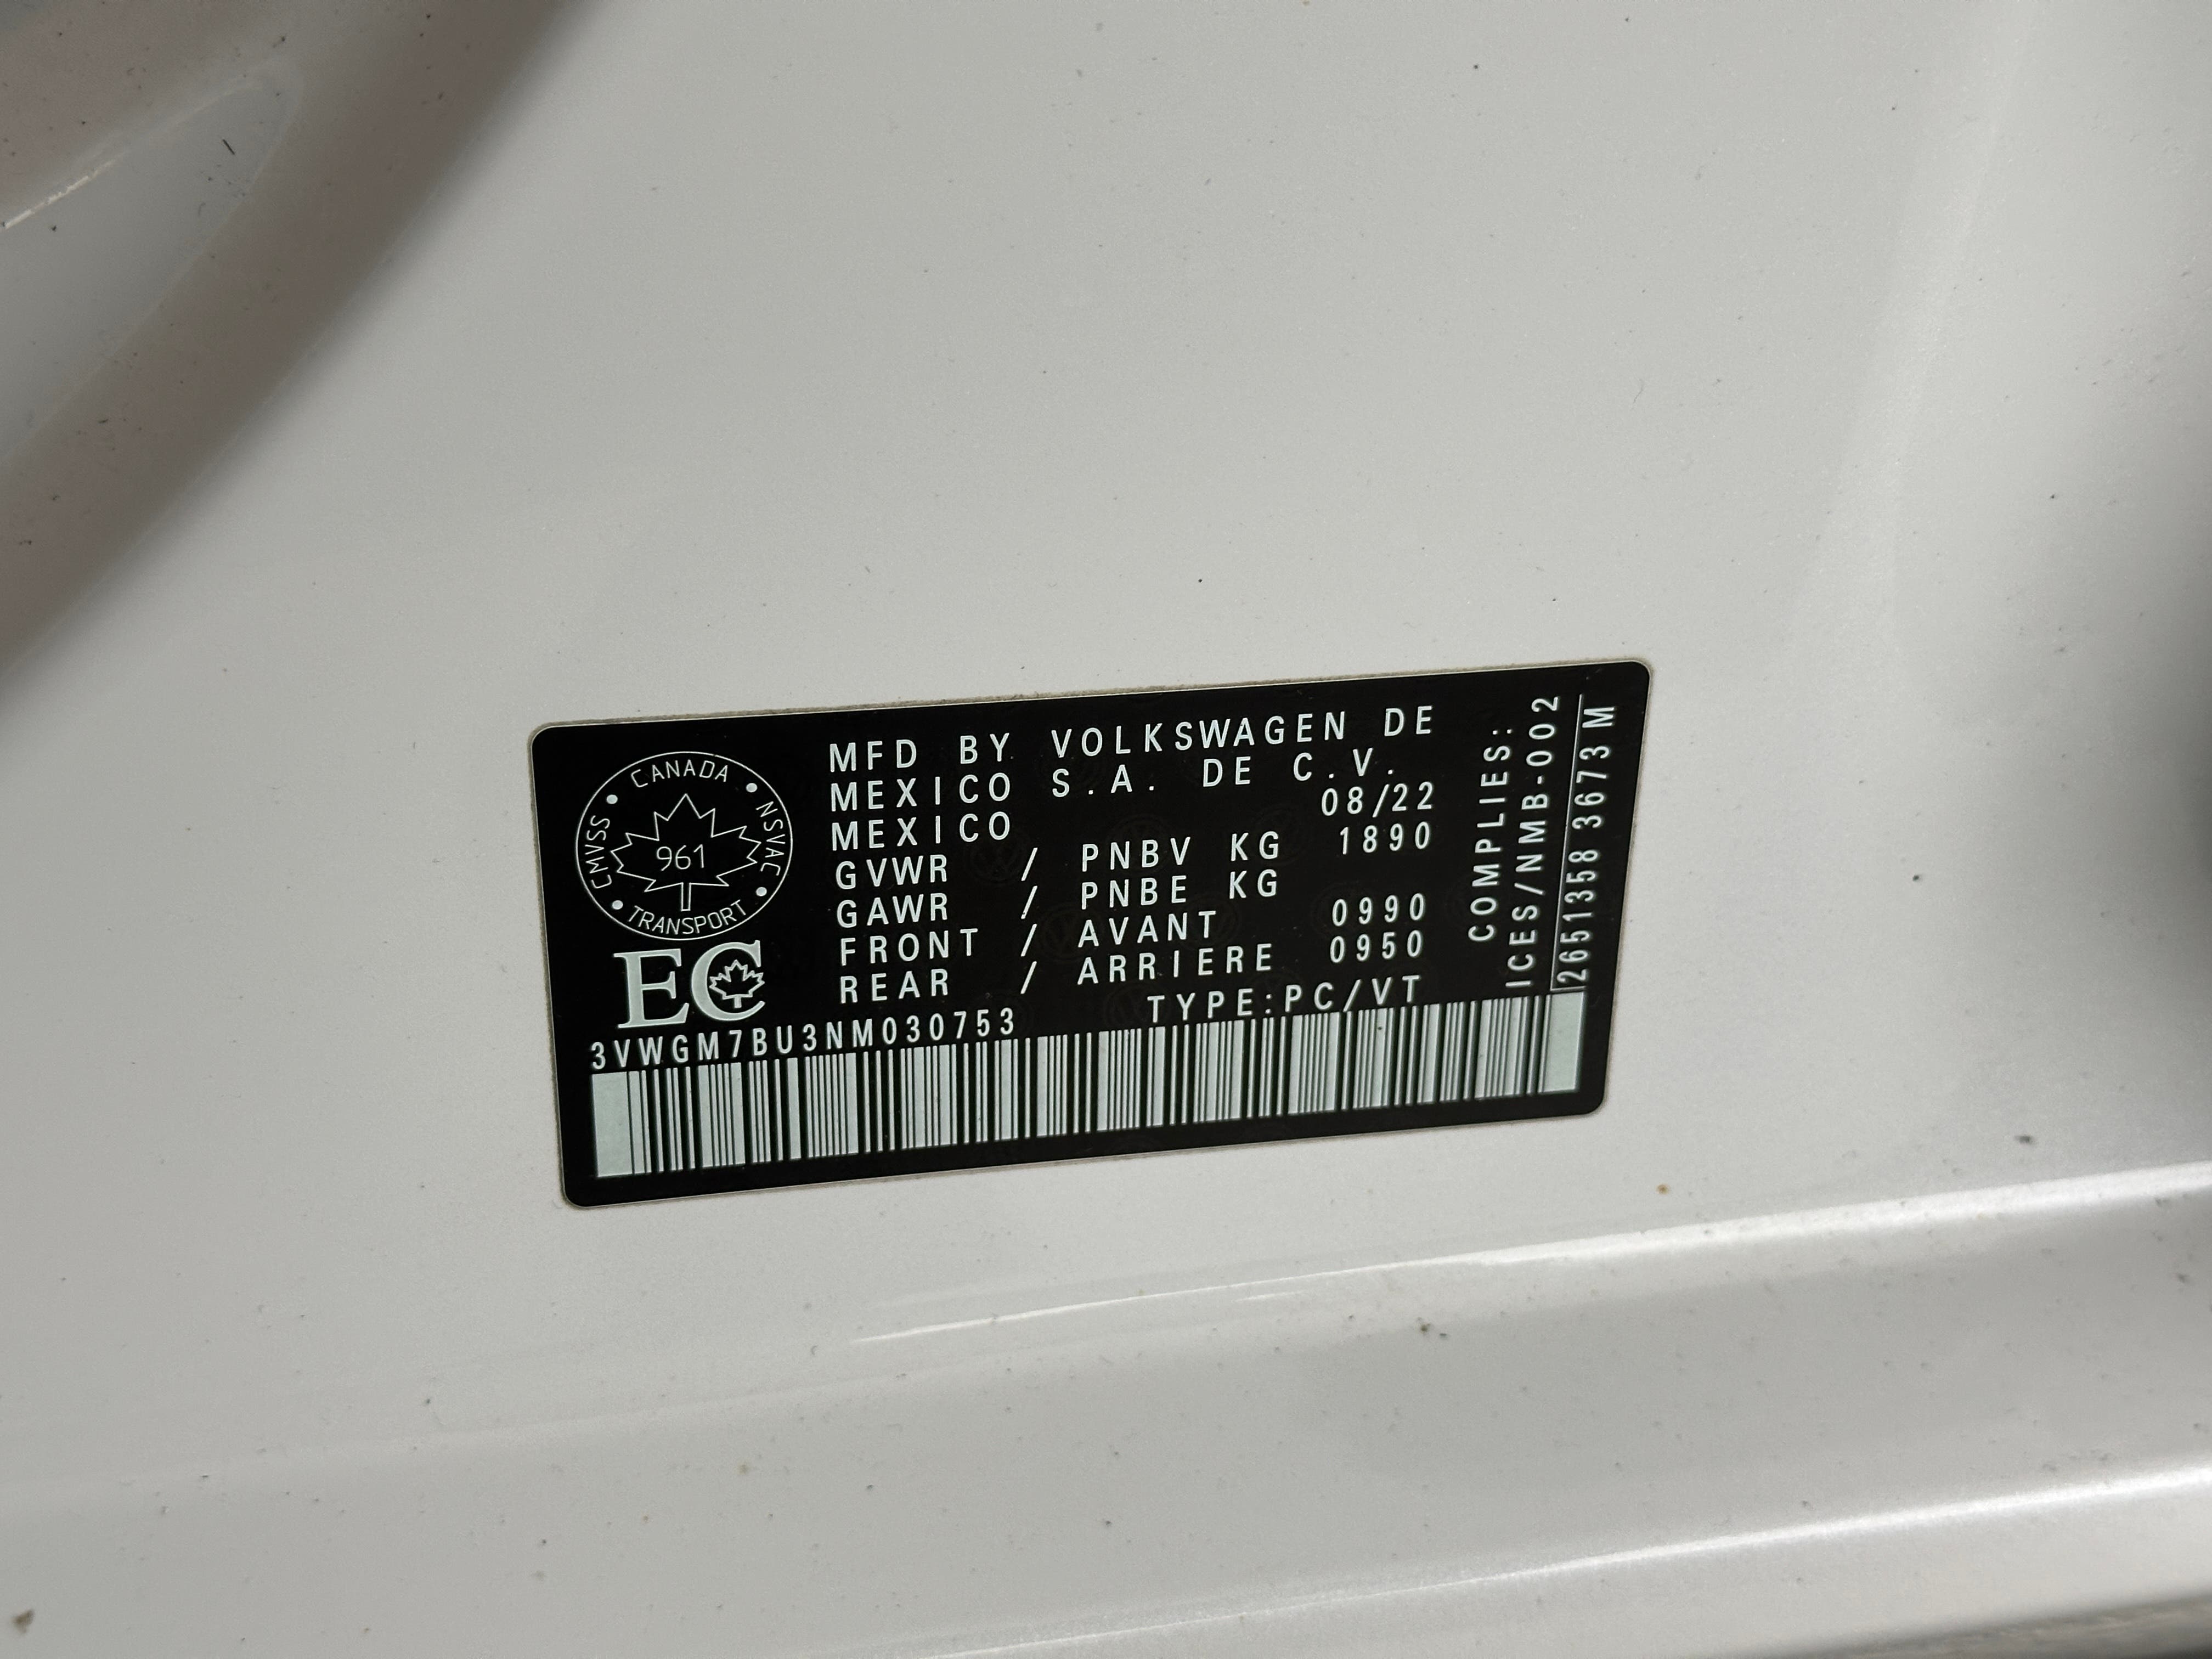 MFD BY VOLKSWAGEN DE
MEXICO S.A. DE C.V.
MEXICO 08/22
GVWR / PNBV KG 1890
GAWR / PNBE KG
FRONT / AVANT 0990
REAR / ARRIERE 0950
TYPE:PC/VT
CANADA
CMVSS
NSVAC
961
TRANSPORT
EC
3VWGM7BU3NM030753
COMPLIES:
ICES/NMB-002
2651358 3673 M